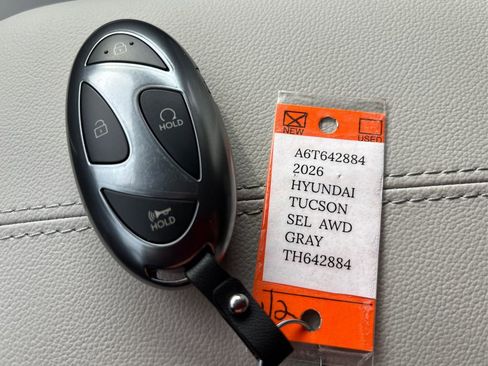 HOLD
HOLD
NEW
USED
A6T642884
2026
HYUNDAI
TUCSON
SEL AWD
GRAY
TH642884